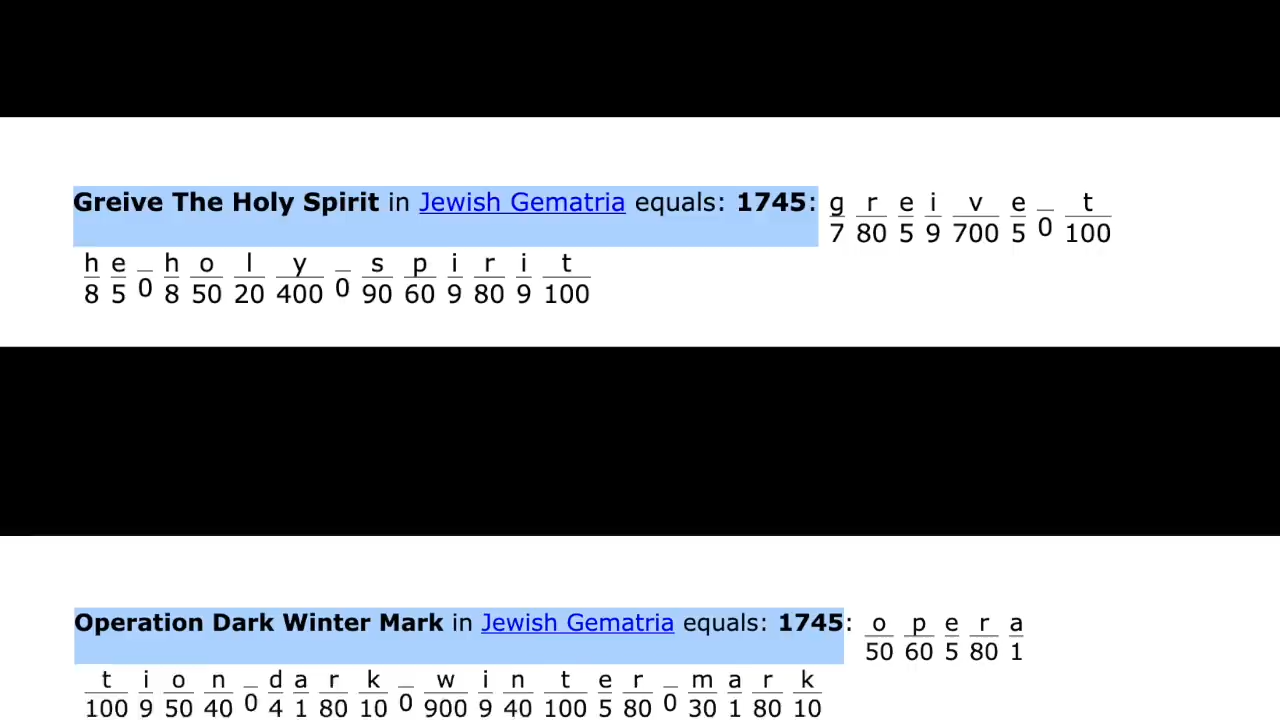 Greive The Holy Spirit in Jewish Gematria equals: 1745: g r e i v e _ t
7 80 5 9 700 5 0 100
h e _ h o l y _ s p i r i t
8 5 0 8 50 20 400 0 90 60 9 80 9 100
Operation Dark Winter Mark in Jewish Gematria equals: 1745: o p e r a
50 60 5 80 1
t i o n _ d a r k _ w i n t e r _ m a r k
100 9 50 40 0 4 1 80 10 0 900 9 40 100 5 80 0 30 1 80 10